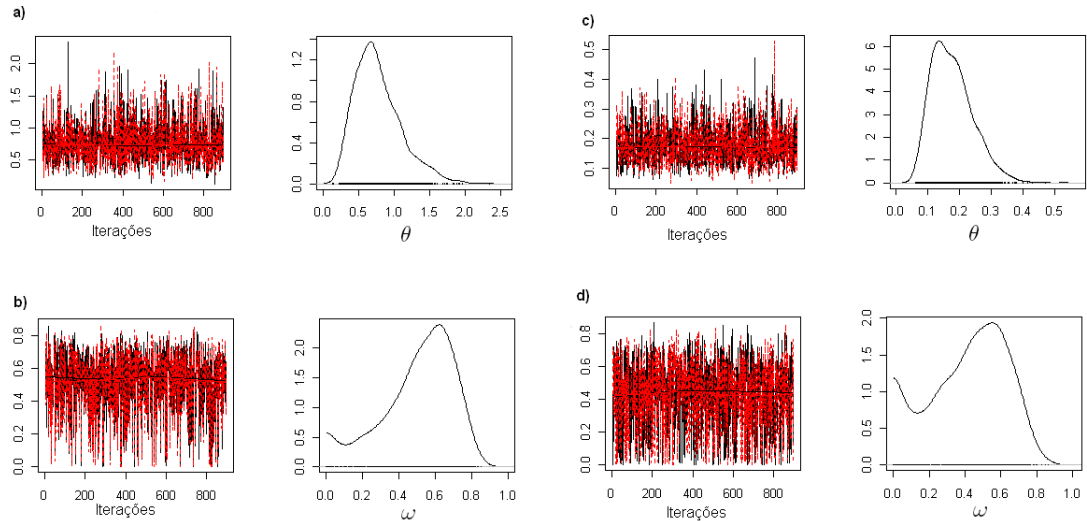 a)
0.5 1.0 1.5 2.0
0 200 400 600 800
Iterações
0.0 0.4 0.8 1.2
0.0 0.5 1.0 1.5 2.0 2.5
θ
c)
0.1 0.2 0.3 0.4 0.5
0 200 400 600 800
Iterações
0 1 2 3 4 5 6
0.0 0.1 0.2 0.3 0.4 0.5
θ
b)
0.0 0.2 0.4 0.6 0.8
0 200 400 600 800
Iterações
0.0 0.5 1.0 1.5 2.0
0.0 0.2 0.4 0.6 0.8 1.0
ω
d)
0.0 0.2 0.4 0.6 0.8
0 200 400 600 800
Iterações
0.0 0.5 1.0 1.5 2.0
0.0 0.2 0.4 0.6 0.8 1.0
ω